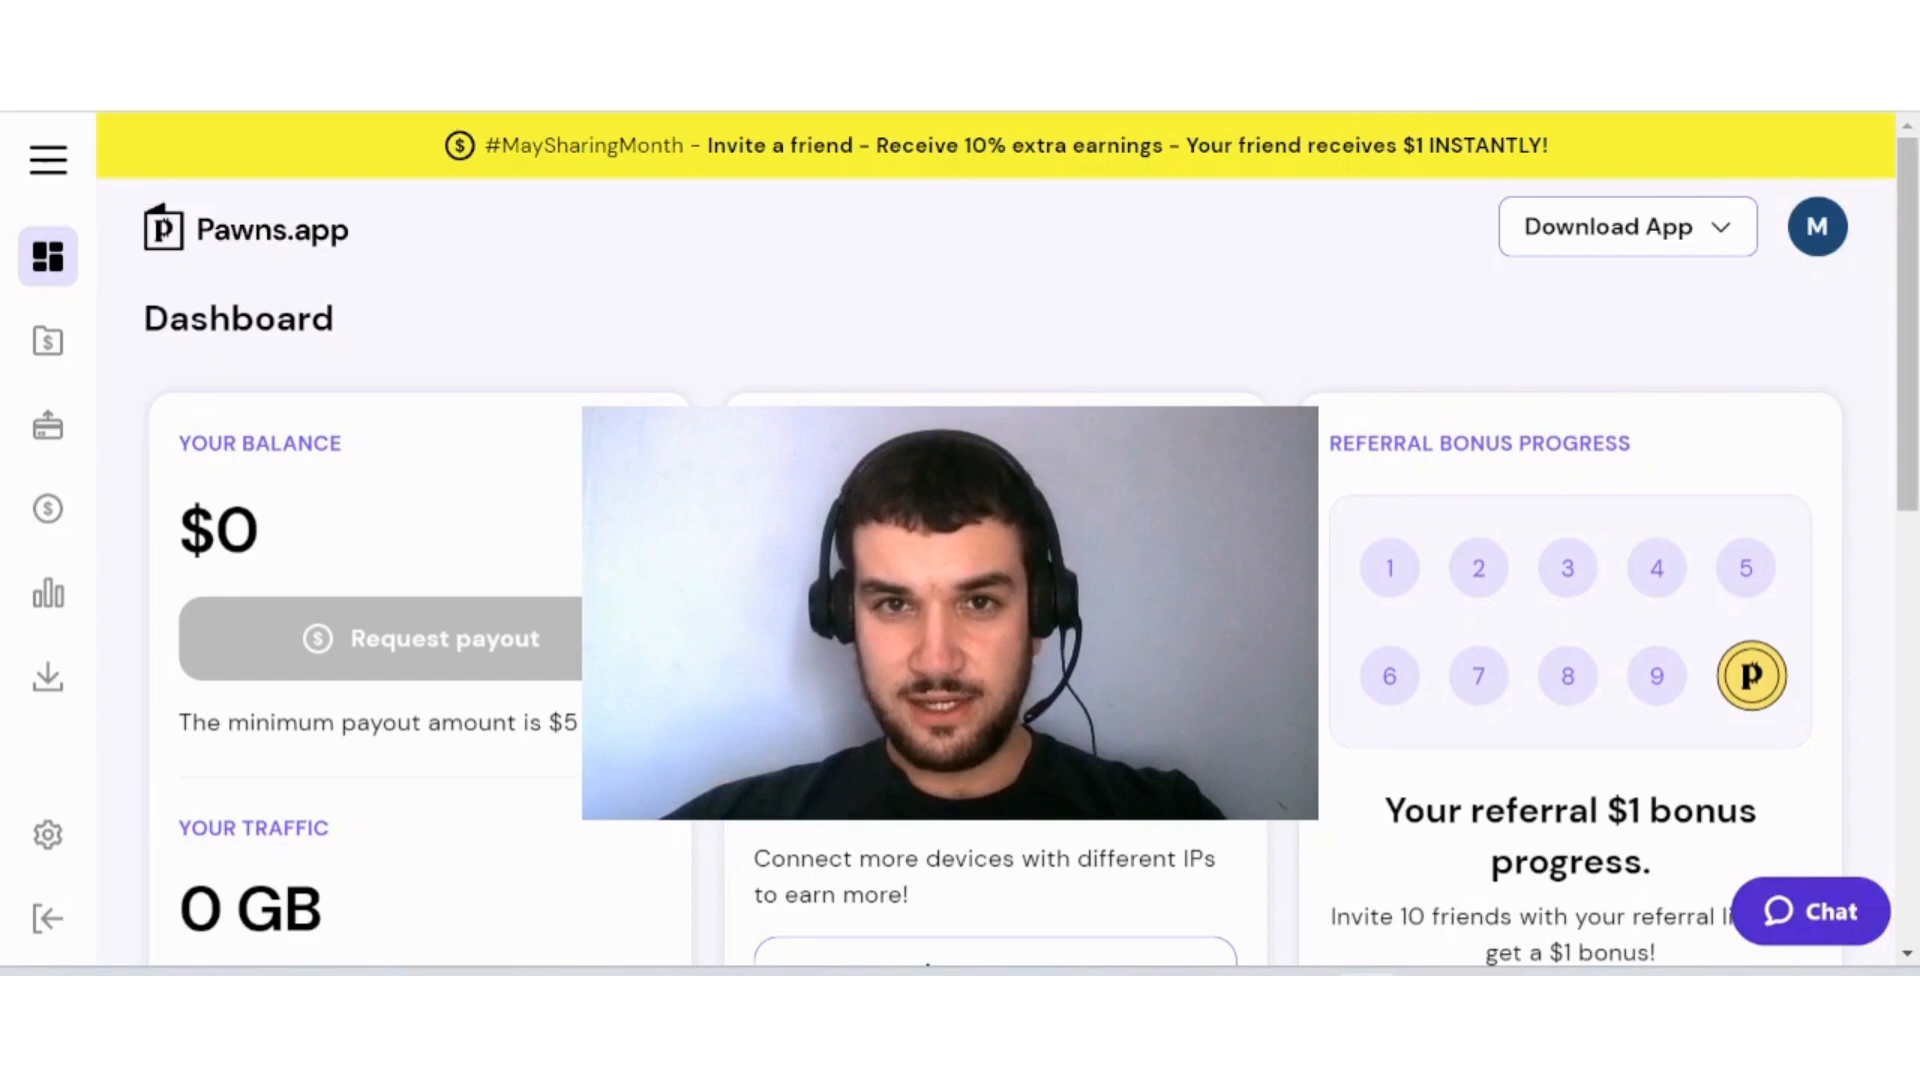 #MaySharingMonth - Invite a friend - Receive 10% extra earnings - Your friend receives $1 INSTANTLY!
Pawns.app
Download App
M
Dashboard
YOUR BALANCE
$0
Request payout
The minimum payout amount is $5
YOUR TRAFFIC
0 GB
Connect more devices with different IPs
to earn more!
REFERRAL BONUS PROGRESS
1 2 3 4 5
6 7 8 9
Your referral $1 bonus
progress.
Invite 10 friends with your referral
get a $1 bonus!
Chat